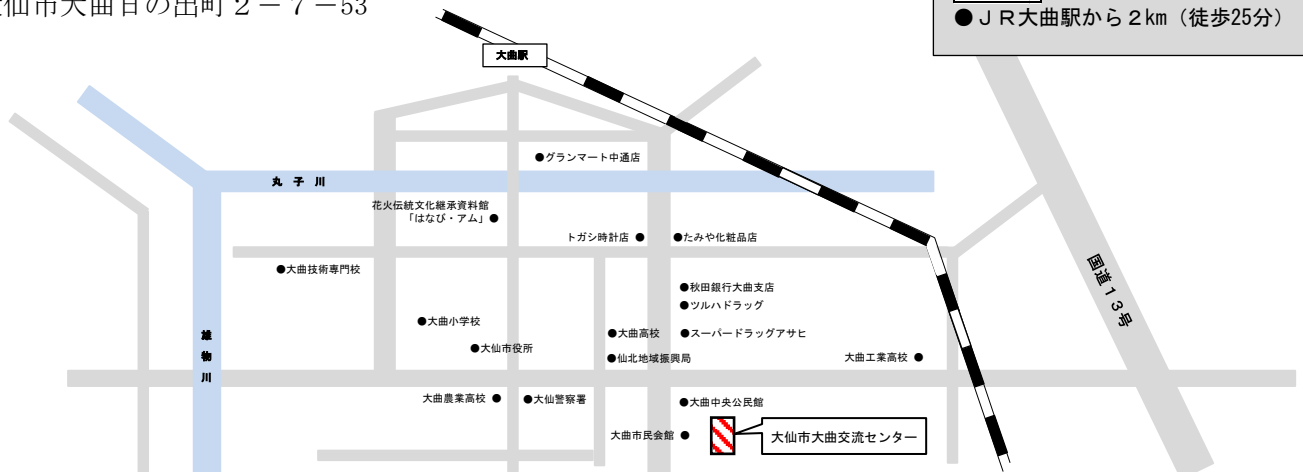 大仙市大曲日の出町２－７－53
●ＪＲ大曲駅から２km（徒歩25分）
大曲駅
●グランマート中通店
丸子川
花火伝統文化継承資料館
「はなび・アム」●
トガシ時計店 ●
●たみや化粧品店
●大曲技術専門校
国道１３号
●秋田銀行大曲支店
●ツルハドラッグ
●大曲小学校
●大曲高校
●スーパードラッグアサヒ
雄物川
●大仙市役所
●仙北地域振興局
大曲工業高校 ●
大曲農業高校 ●
●大仙警察署
●大曲中央公民館
大曲市民会館 ●
大仙市大曲交流センター